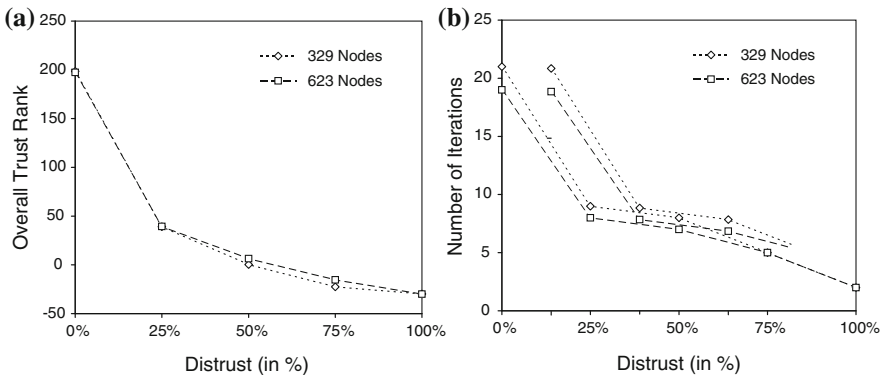 (a)
250
200
150
100
50
0
-50
0% 25% 50% 75% 100%
Overall Trust Rank
Distrust (in %)
329 Nodes
623 Nodes
(b)
25
20
15
10
5
0
0% 25% 50% 75% 100%
Number of Iterations
Distrust (in %)
329 Nodes
623 Nodes